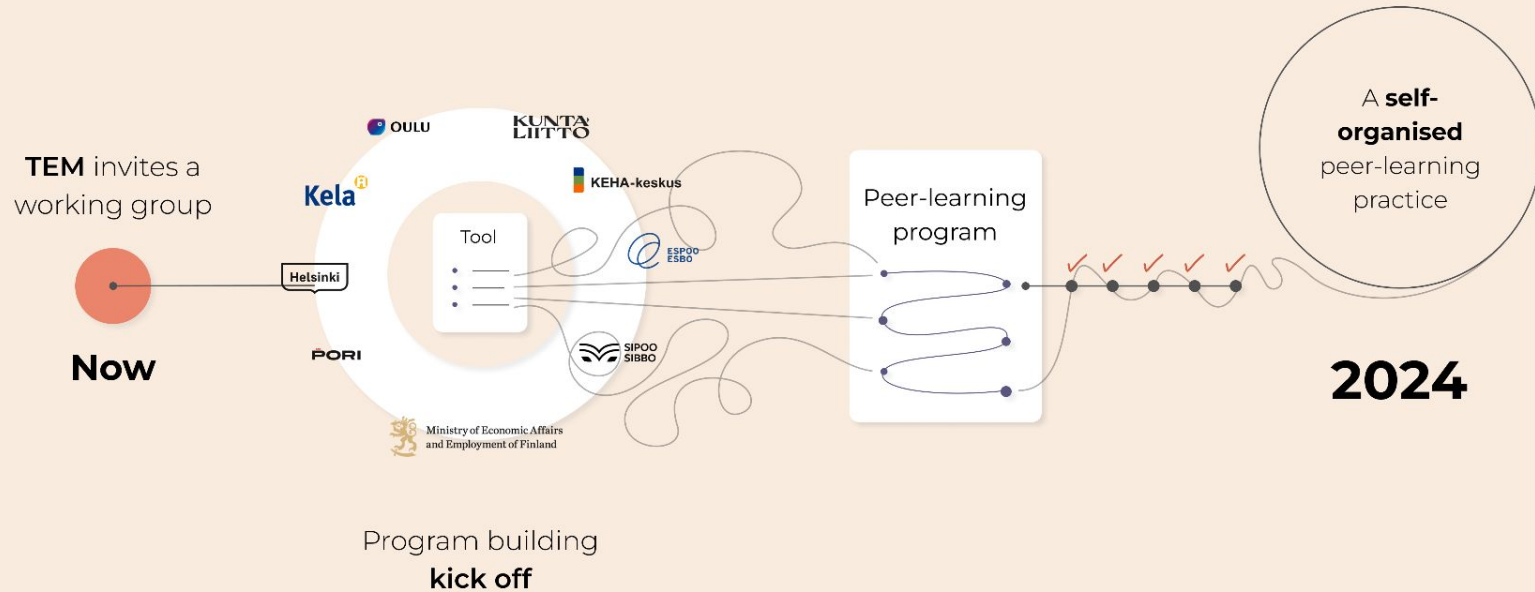 TEM invites a
working group
Now
OULU
KUNTA
LIITTO
Kela
KEHA-keskus
Tool
ESPOO
ESBO
Helsinki
PORI
SIPOO
SIBBO
Ministry of Economic Affairs
and Employment of Finland
Program building
kick off
Peer-learning
program
A self-
organised
peer-learning
practice
2024